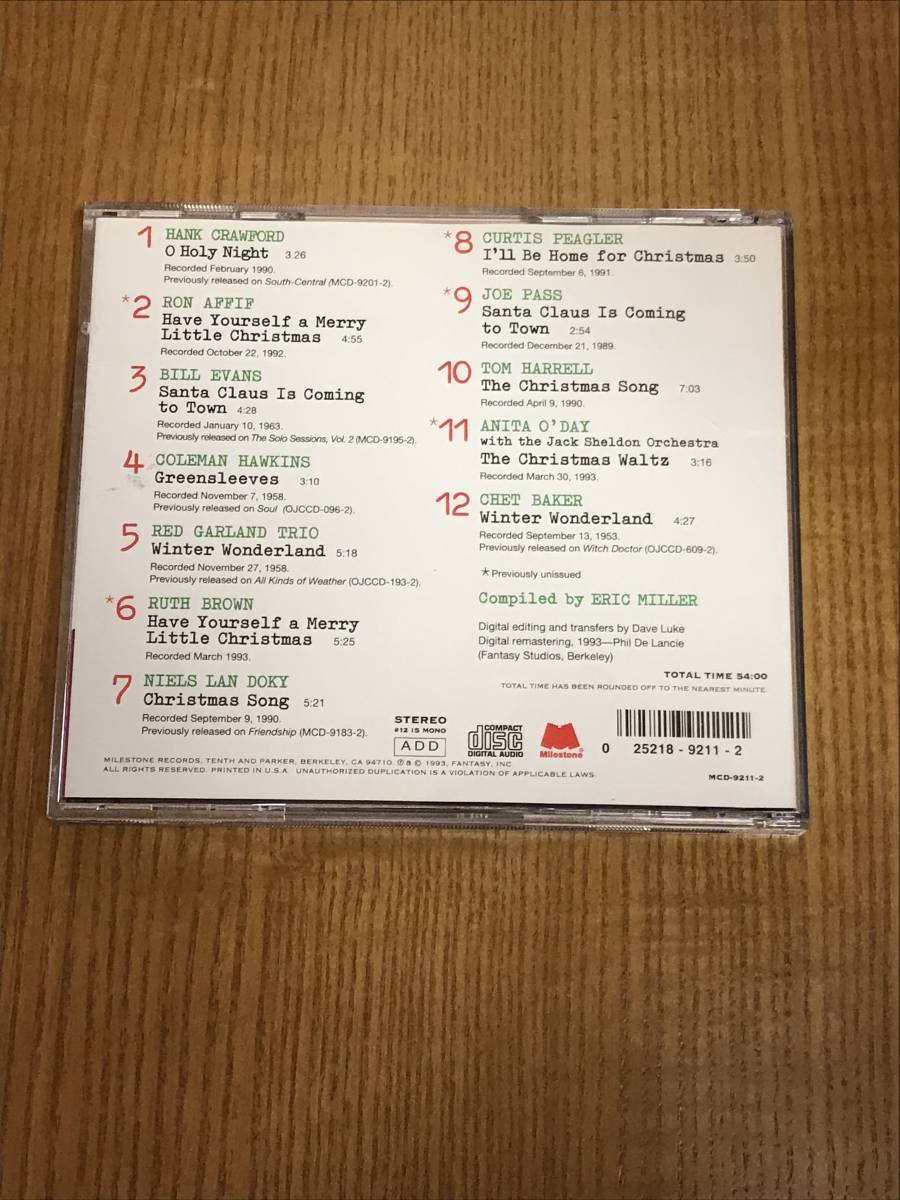 1 HANK CRAWFORD
O Holy Night 3.26
Recorded February 1990.
Previously released on South-Central (MCD-9201-2).
*2 RON AFFIF
Have Yourself a Merry
Little Christmas 4:55
Recorded October 22, 1992.
3 BILL EVANS
Santa Claus Is Coming
to Town 4:28
Recorded January 10, 1963.
Previously released on The Solo Sessions, Vol. 2 (MCD-9195-2).
4 COLEMAN HAWKINS
Greensleeves 3:10
Recorded November 7, 1958.
Previously released on Soul (OJCCD-096-2).
5 RED GARLAND TRIO
Winter Wonderland 5:18
Recorded November 27, 1958.
Previously released on All Kinds of Weather (OJCCD-193-2).
*6 RUTH BROWN
Have Yourself a Merry
Little Christmas 5:25
Recorded March 1993.
7 NIELS LAN DOKY
Christmas Song 5:21
Recorded September 9, 1990.
Previously released on Friendship (MCD-9183-2).
*8 CURTIS PEAGLER
I'll Be Home for Christmas 3:50
Recorded September 6, 1991.
*9 JOE PASS
Santa Claus Is Coming
to Town 2:54
Recorded December 21, 1989.
10 TOM HARRELL
The Christmas Song 7:03
Recorded April 9, 1990.
*11 ANITA O'DAY
with the Jack Sheldon Orchestra
The Christmas Waltz 3:16
Recorded March 30, 1993.
12 CHET BAKER
Winter Wonderland 4:27
Recorded September 13, 1953.
Previously released on Witch Doctor (OJCCD-609-2).
*Previously unissued
Compiled by ERIC MILLER
Digital editing and transfers by Dave Luke
Digital remastering, 1993—Phil De Lancie
(Fantasy Studios, Berkeley)
TOTAL TIME 54:00
TOTAL TIME HAS BEEN ROUNDED OFF TO THE NEAREST MINUTE.
STEREO
#12 IS MONO
ADD
COMPACT
disc
DIGITAL AUDIO
Milestone®
0 25218-9211-2
MCD-9211-2
MILESTONE RECORDS, TENTH AND PARKER, BERKELEY, CA 94710. ℗& © 1993, FANTASY, INC.
ALL RIGHTS RESERVED. PRINTED IN U.S.A. UNAUTHORIZED DUPLICATION IS A VIOLATION OF APPLICABLE LAWS.